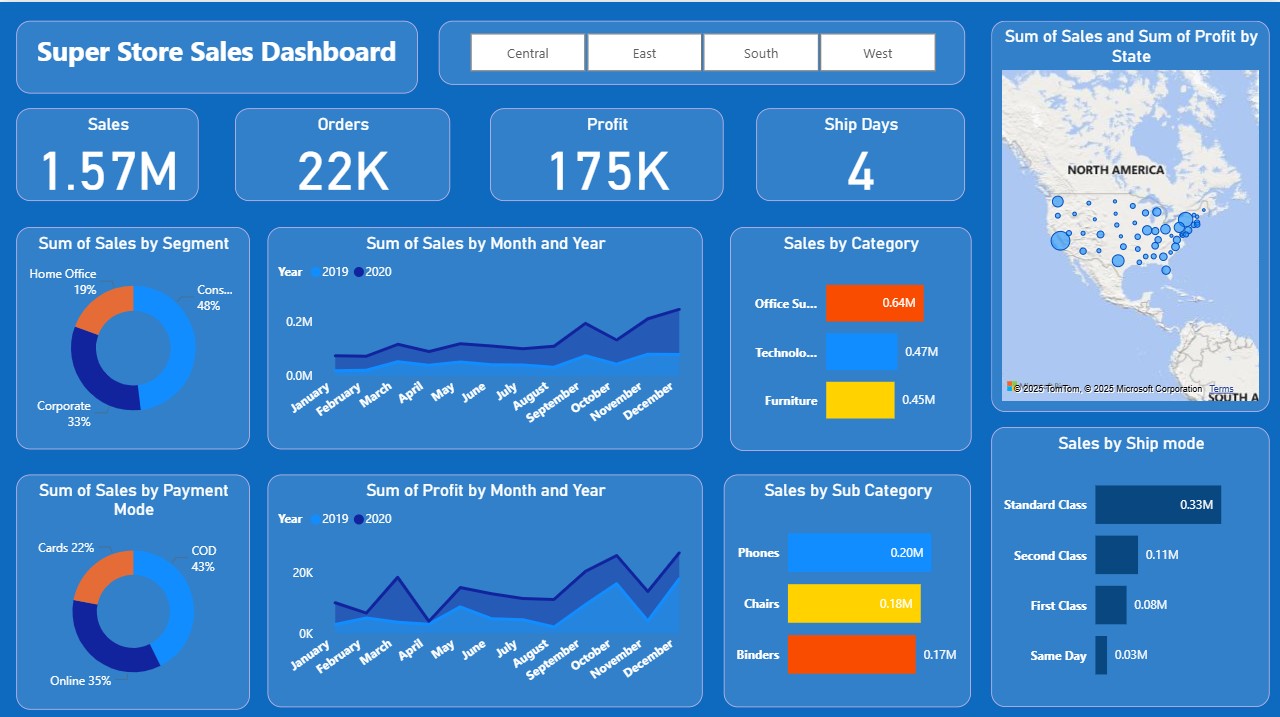 Super Store Sales Dashboard
Central
East
South
West
Sum of Sales and Sum of Profit by
State
NORTH AMERICA
© 2025 TomTom, © 2025 Microsoft Corporation Terms
SOUTH A
Sales
1.57M
Orders
22K
Profit
175K
Ship Days
4
Sum of Sales by Segment
Home Office
19%
Cons...
48%
Corporate
33%
Sum of Sales by Month and Year
Year 2019 2020
0.2M
0.0M
January
February
March
April
May
June
July
August
September
October
November
December
Sales by Category
Office Su... 0.64M
Technolo... 0.47M
Furniture 0.45M
Sales by Ship mode
Standard Class 0.33M
Second Class 0.11M
First Class 0.08M
Same Day 0.03M
Sum of Sales by Payment
Mode
Cards 22%
COD
43%
Online 35%
Sum of Profit by Month and Year
Year 2019 2020
20K
0K
January
February
March
April
May
June
July
August
September
October
November
December
Sales by Sub Category
Phones 0.20M
Chairs 0.18M
Binders 0.17M